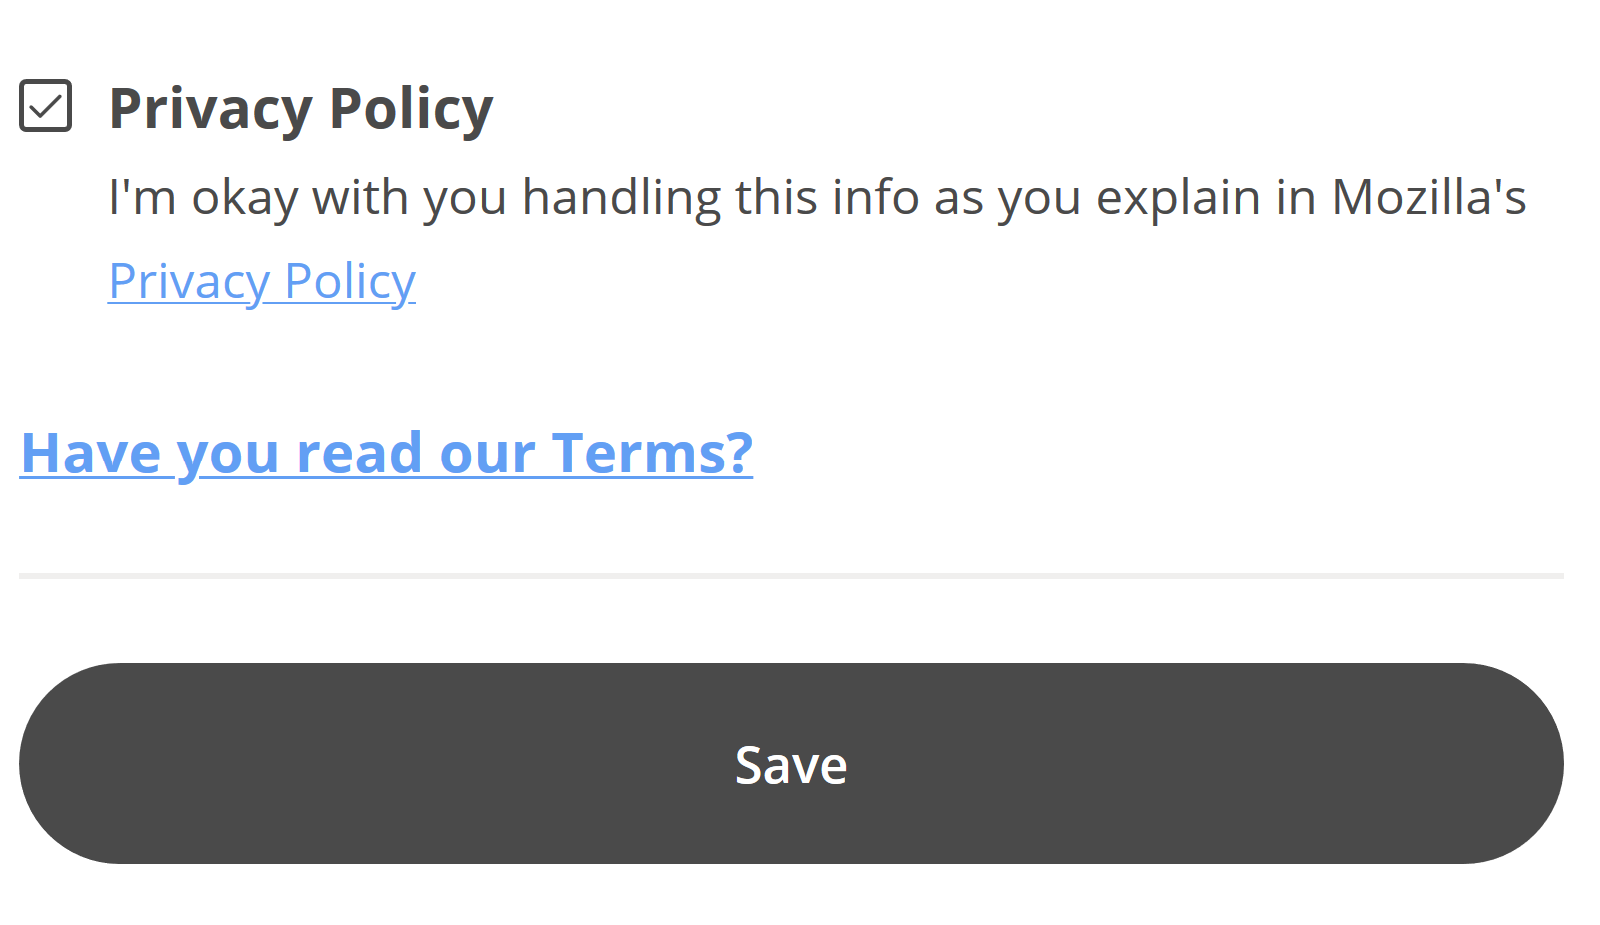 Privacy Policy
I'm okay with you handling this info as you explain in Mozilla's
Privacy Policy
Have you read our Terms?
Save